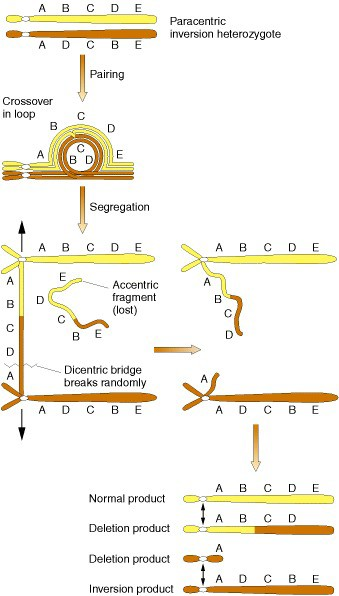 A B C D E
Paracentric
inversion heterozygote
A D C B E
Pairing
Crossover
in loop
C
B D
C
A B D E
Segregation
A B C D E
A B C D E
A
B
C
D
A
E
D
C
B E
Accentric
fragment
(lost)
A
B
C
D
Dicentric bridge
breaks randomly
A
A D C B E
A D C B E
A B C D E
Normal product
A B C D
Deletion product
Deletion product
A
A D C B E
Inversion product